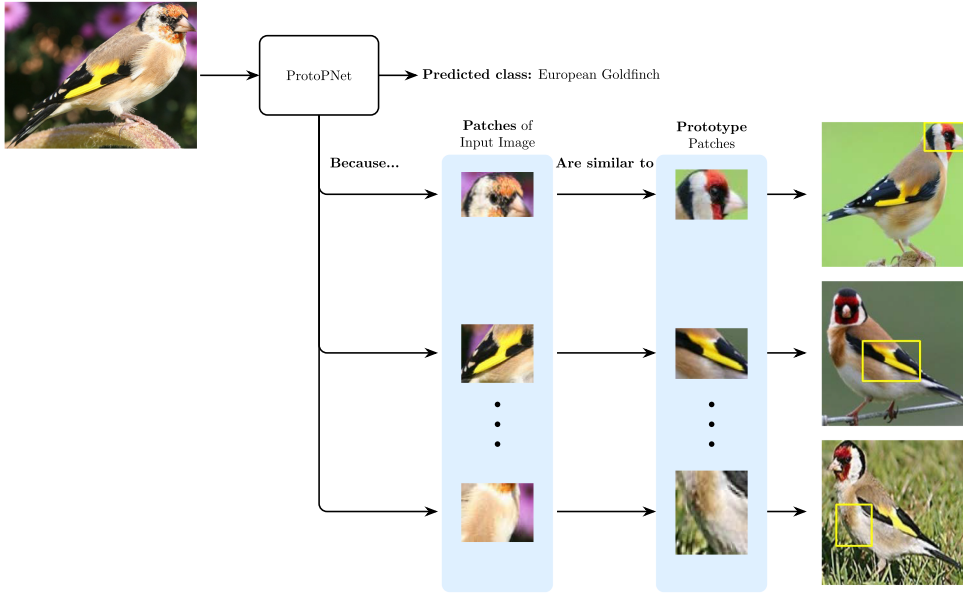 ProtoPNet
Predicted class: European Goldfinch
Patches of
Input Image
Prototype
Patches
Because...
Are similar to